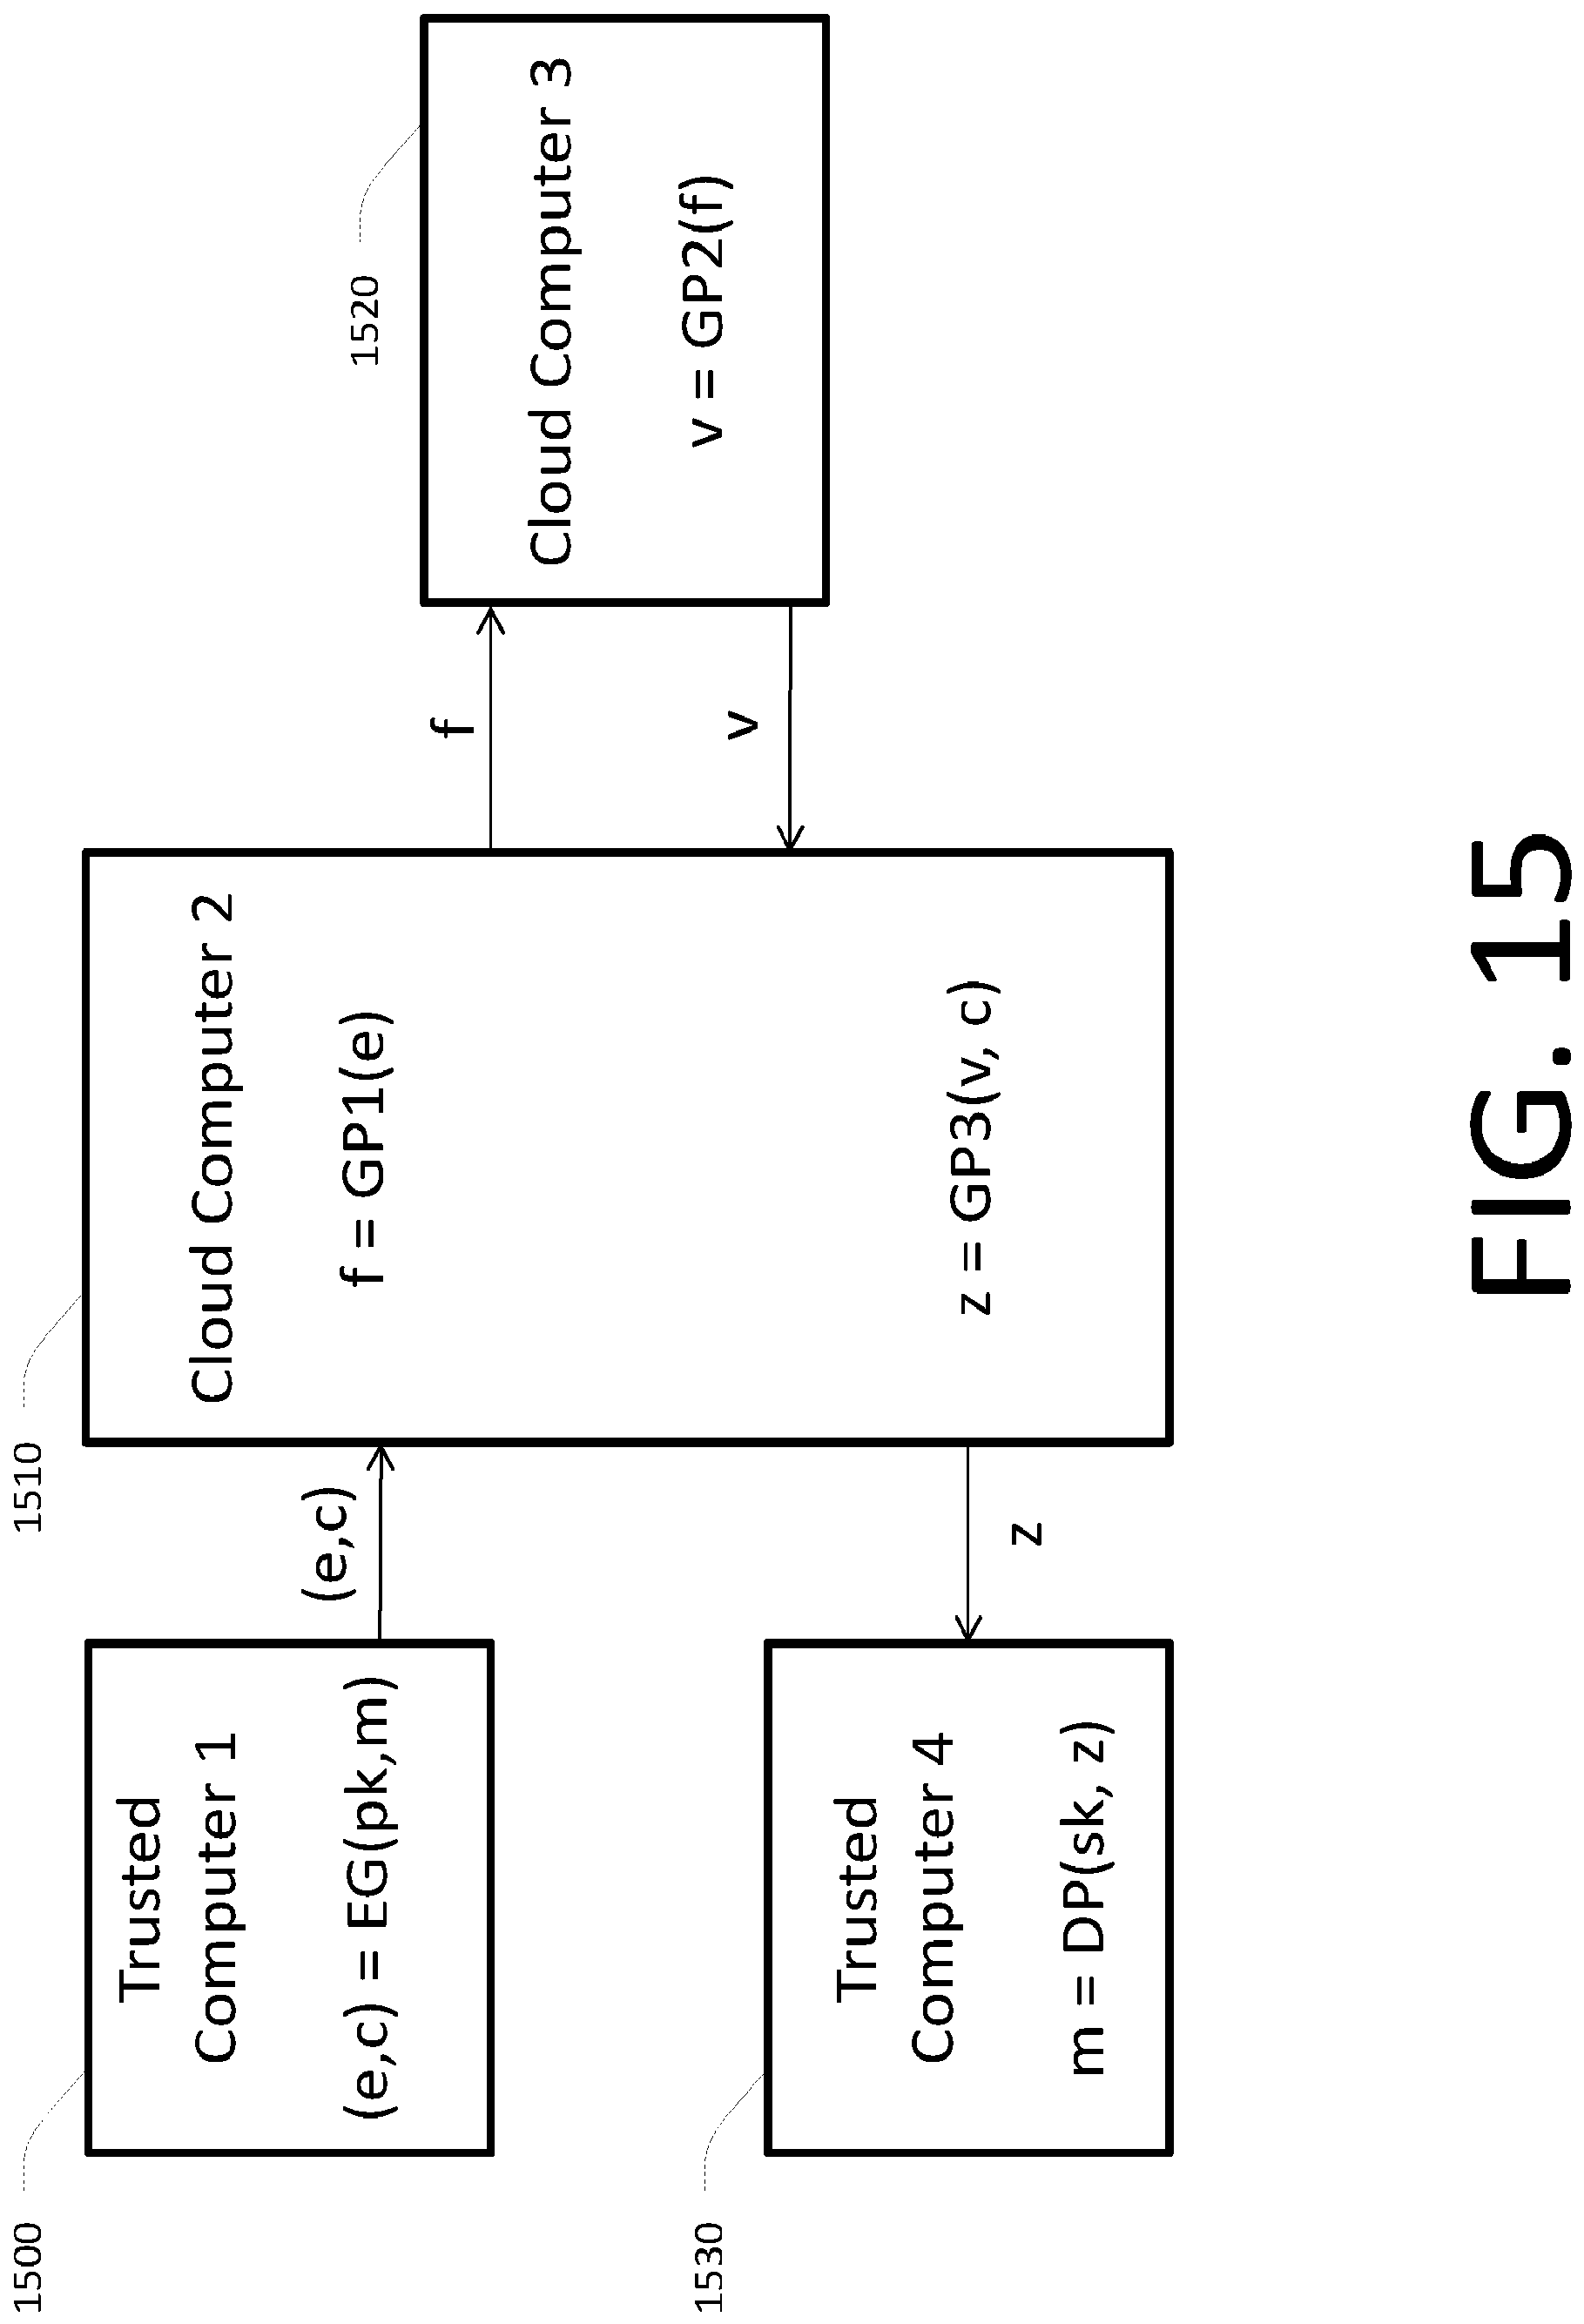 1500
Trusted
Computer 1
(e,c) = EG(pk,m)
(e,c)
1510
Cloud Computer 2
f = GP1(e)
z = GP3(v, c)
f
v
1520
Cloud Computer 3
v = GP2(f)
z
1530
Trusted
Computer 4
m = DP(sk, z)
FIG. 15